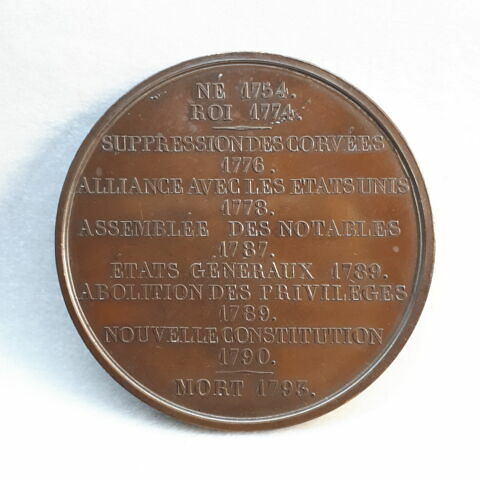 NÉ 1754.
ROI 1774.
SUPPRESSION DES CORVÉES
1776.
ALLIANCE AVEC LES ETATS UNIS
1778.
ASSEMBLÉE DES NOTABLES
1787.
ETATS GÉNÉRAUX 1789.
ABOLITION DES PRIVILÈGES
1789.
NOUVELLE CONSTITUTION
1790.
MORT 1793.